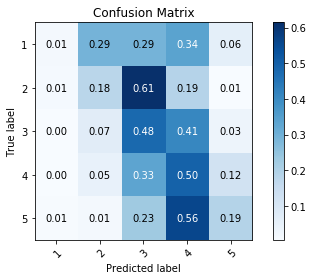 Confusion Matrix
1 0.01 0.29 0.29 0.34 0.06
2 0.01 0.18 0.61 0.19 0.01
3 0.00 0.07 0.48 0.41 0.03
4 0.00 0.05 0.33 0.50 0.12
5 0.01 0.01 0.23 0.56 0.19
1 2 3 4 5
True label
Predicted label
0.6
0.5
0.4
0.3
0.2
0.1